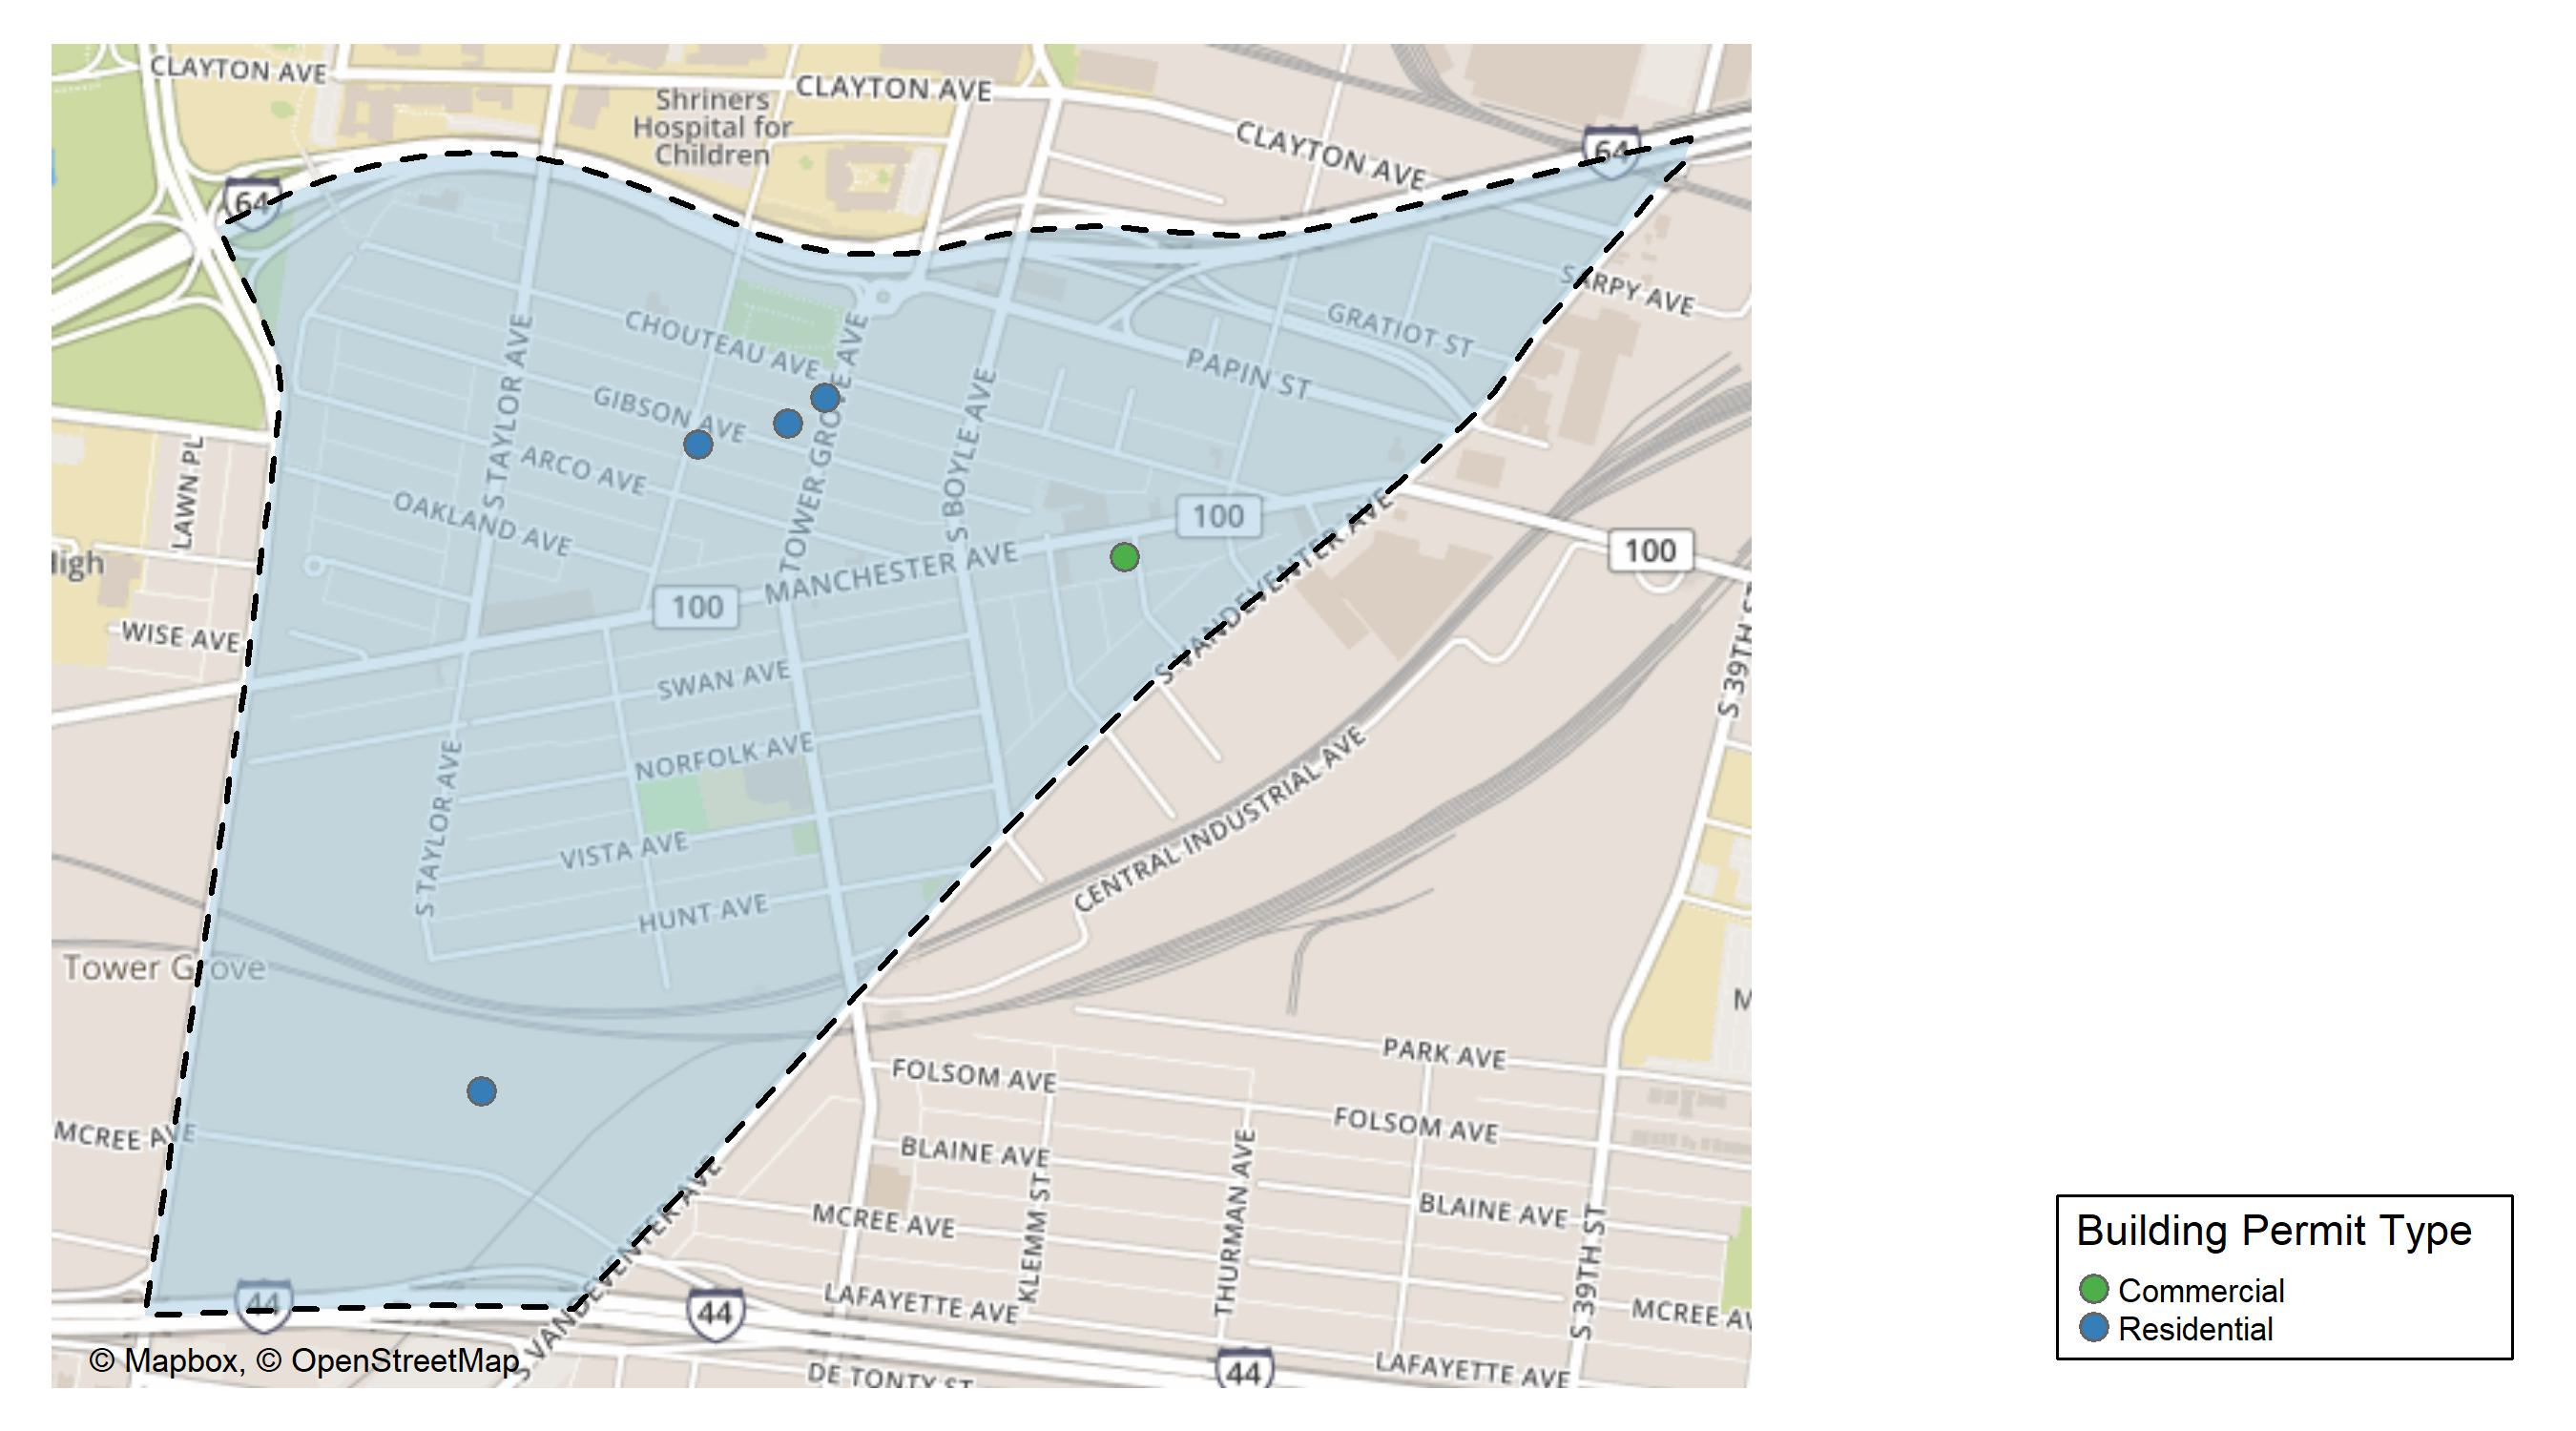 CLAYTON AVE
CLAYTON AVE
Shriners
Hospital for
Children
CLAYTON AVE
64
64
SARPY AVE
GRATIOT ST
CHOUTEAU AVE
PAPIN ST
GIBSON AVE
S TAYLOR AVE
TOWER GROVE AVE
S BOYLE AVE
ARCO AVE
LAWN PL
OAKLAND AVE
100
100
MANCHESTER AVE
100
S VANDEVENTER AVE
WISE AVE
SWAN AVE
S 39TH ST
NORFOLK AVE
S TAYLOR AVE
CENTRAL INDUSTRIAL AVE
VISTA AVE
HUNT AVE
Tower Grove
PARK AVE
FOLSOM AVE
FOLSOM AVE
MCREE AVE
BLAINE AVE
BLAINE AVE
KLEMM ST
THURMAN AVE
S 39TH ST
MCREE AVE
S VANDEVENTER AVE
LAFAYETTE AVE
44
44
MCREE AV
S VANDEVENTER AVE
LAFAYETTE AVE
44
DE TONTY ST
© Mapbox, © OpenStreetMap
Building Permit Type
Commercial
Residential